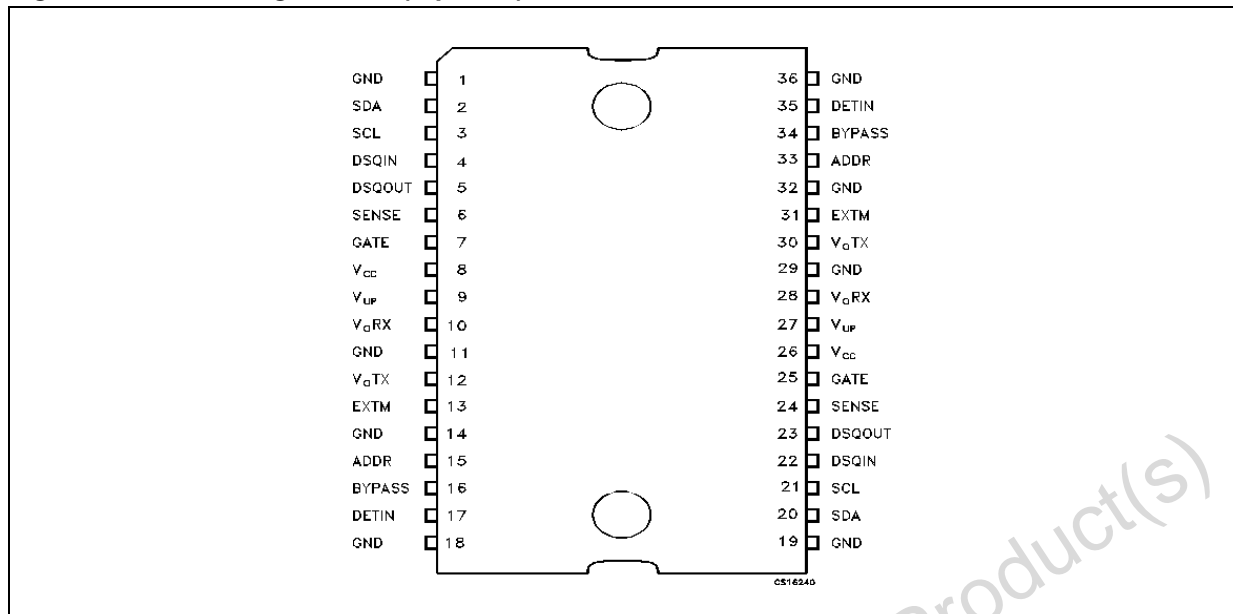 GND 1 36 GND
SDA 2 35 DETIN
SCL 3 34 BYPASS
DSQIN 4 33 ADDR
DSQOUT 5 32 GND
SENSE 6 31 EXTM
GATE 7 30 VoTX
VCC 8 29 GND
VUP 9 28 VoRX
VoRX 10 27 VUP
GND 11 26 VCC
VoTX 12 25 GATE
EXTM 13 24 SENSE
GND 14 23 DSQOUT
ADDR 15 22 DSQIN
BYPASS 16 21 SCL
DETIN 17 20 SDA
GND 18 19 GND
CS16240
roduct(s)